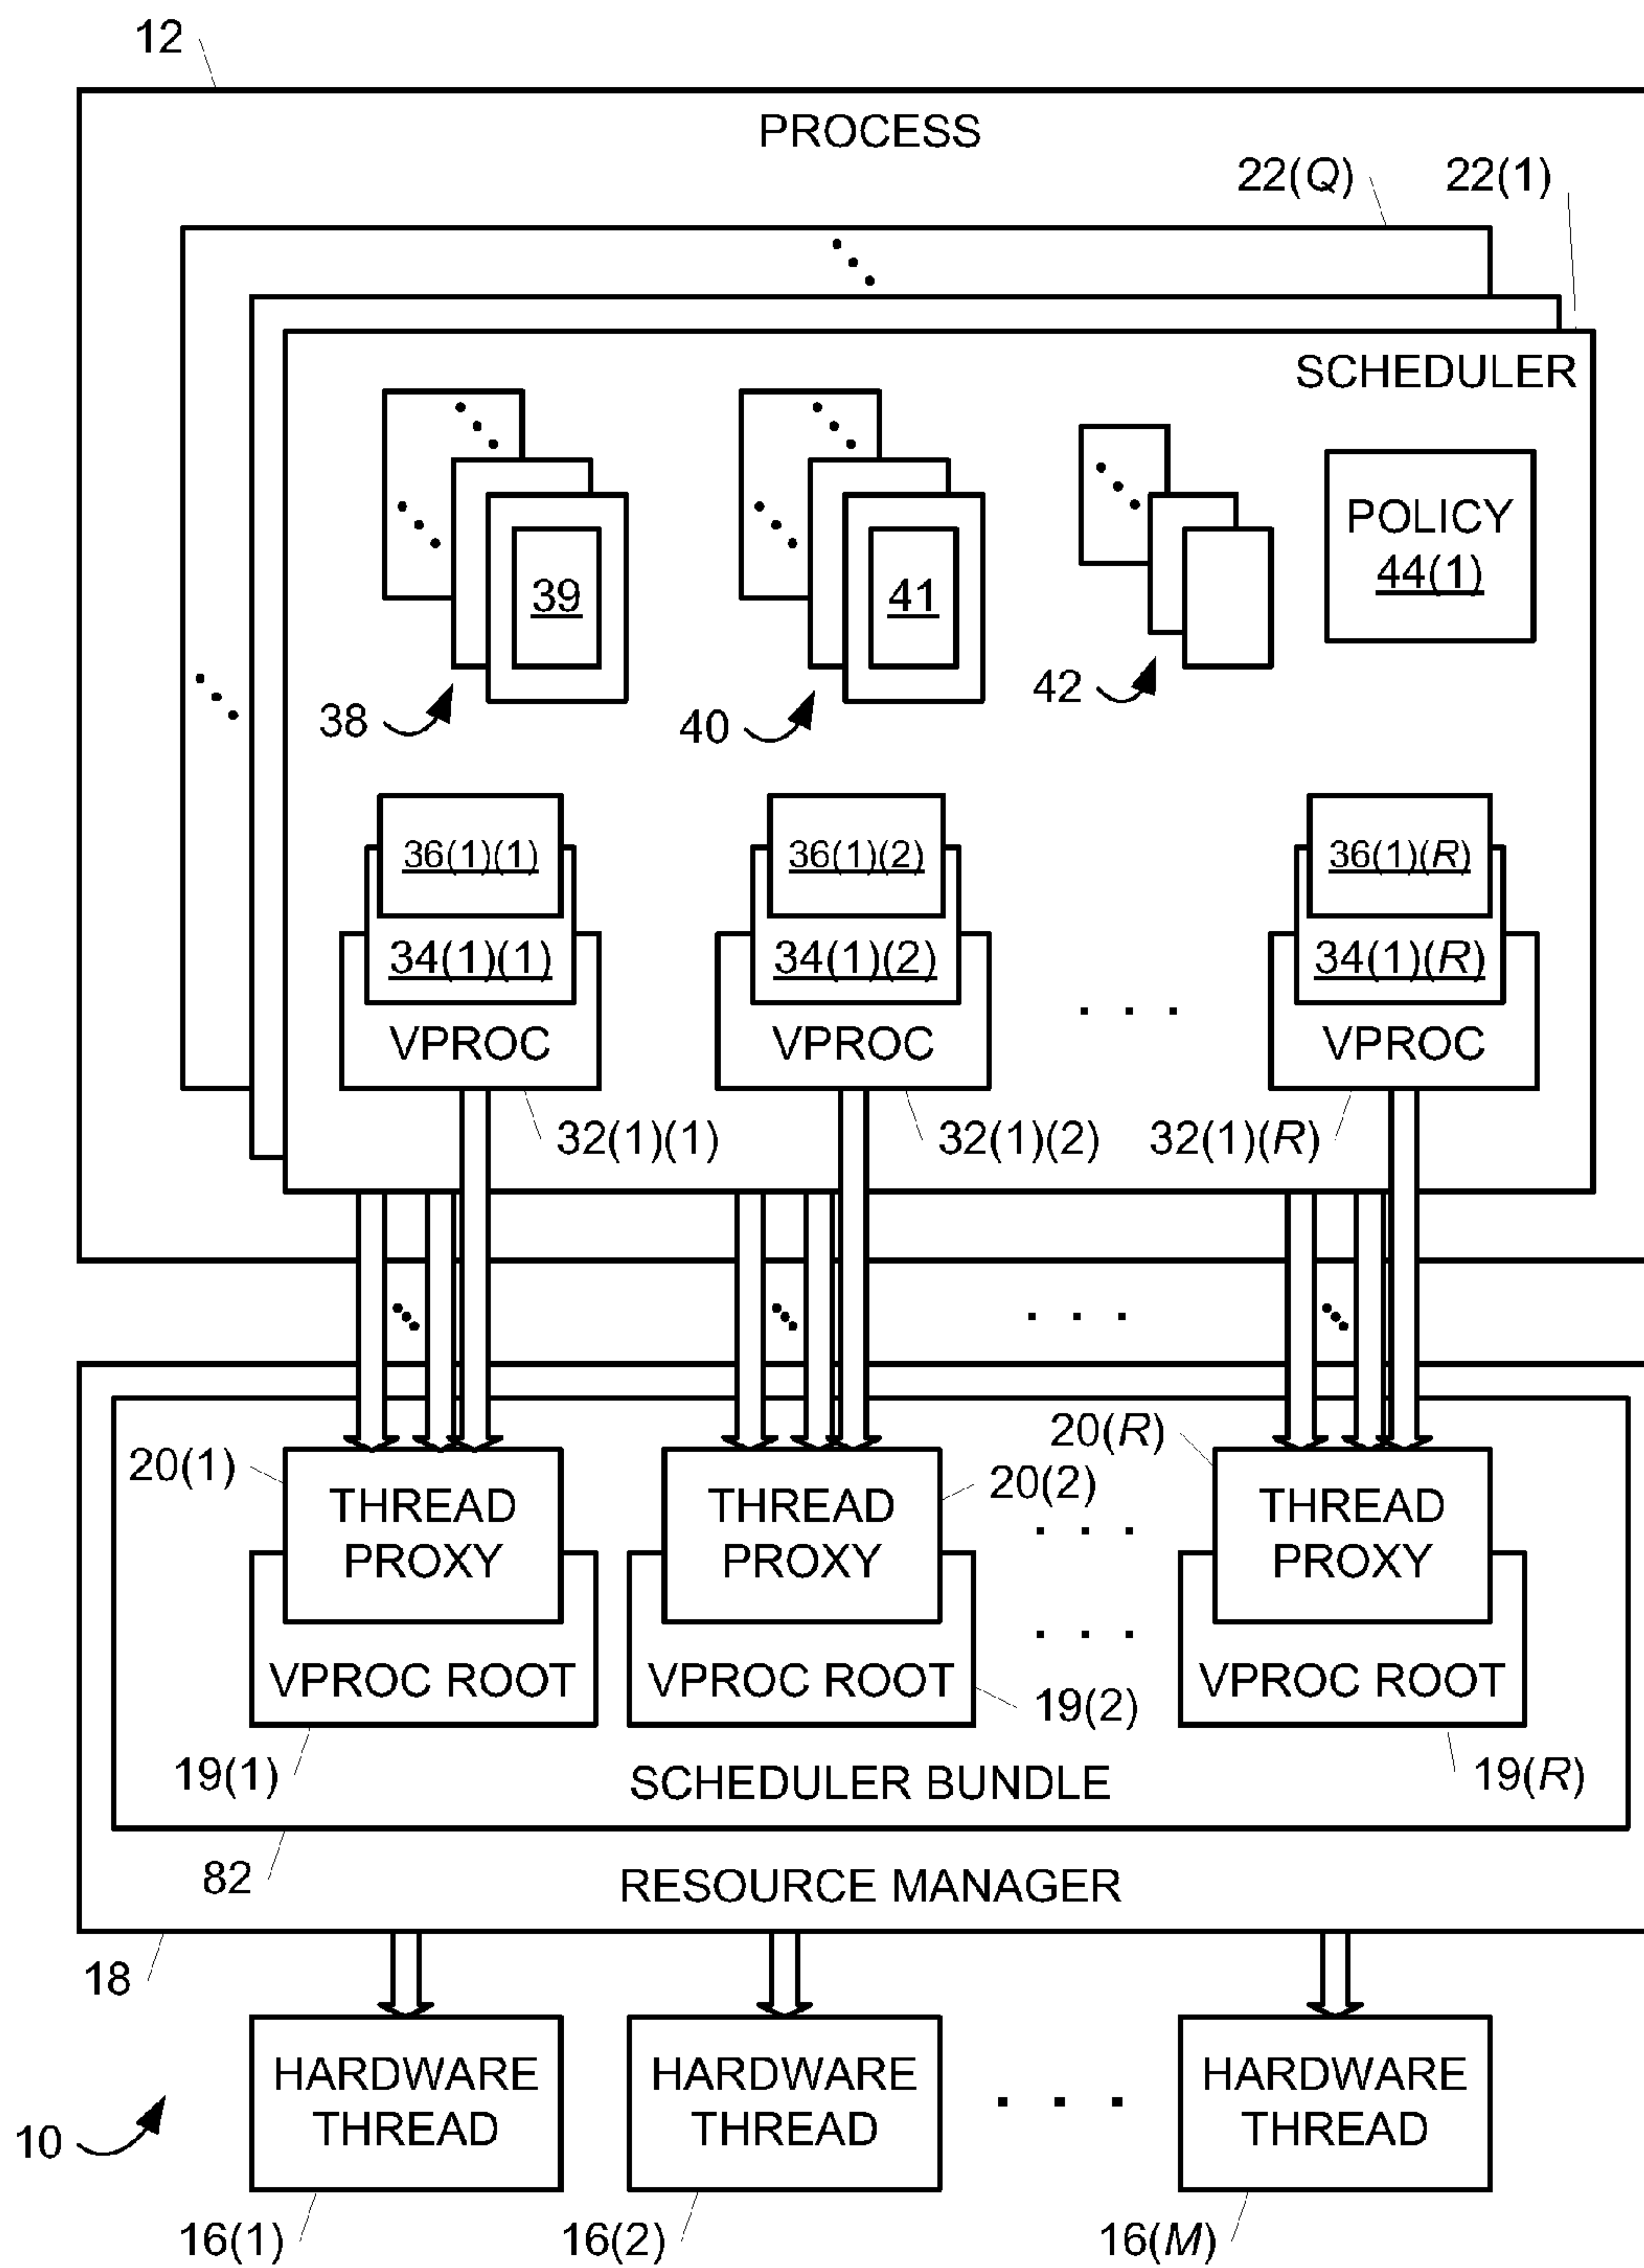 12
PROCESS
22(Q) 22(1)
SCHEDULER
POLICY
44(1)
39
41
38
40
42
36(1)(1) 36(1)(2) 36(1)(R)
34(1)(1) 34(1)(2) 34(1)(R)
VPROC VPROC . . . VPROC
32(1)(1) 32(1)(2) 32(1)(R)
. . .
20(1) 20(2) 20(R)
THREAD PROXY
THREAD PROXY
. . .
THREAD PROXY
. . .
VPROC ROOT VPROC ROOT VPROC ROOT
19(1) 19(2) 19(R)
SCHEDULER BUNDLE
82
RESOURCE MANAGER
18
HARDWARE THREAD
HARDWARE THREAD
. . .
HARDWARE THREAD
10
16(1) 16(2) 16(M)